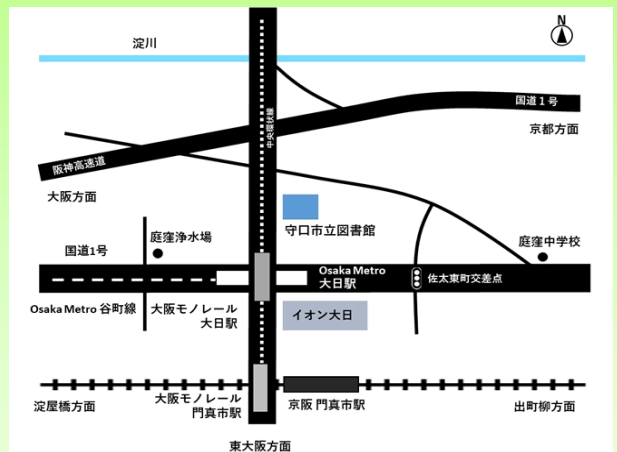 N
淀川
国道1号
中央環状線
京都方面
阪神高速道
大阪方面
守口市立図書館
庭窪浄水場
庭窪中学校
国道1号
Osaka Metro
大日駅
佐太東町交差点
Osaka Metro 谷町線
大阪モノレール
大日駅
イオン大日
淀屋橋方面
大阪モノレール
門真市駅
京阪 門真市駅
出町柳方面
東大阪方面